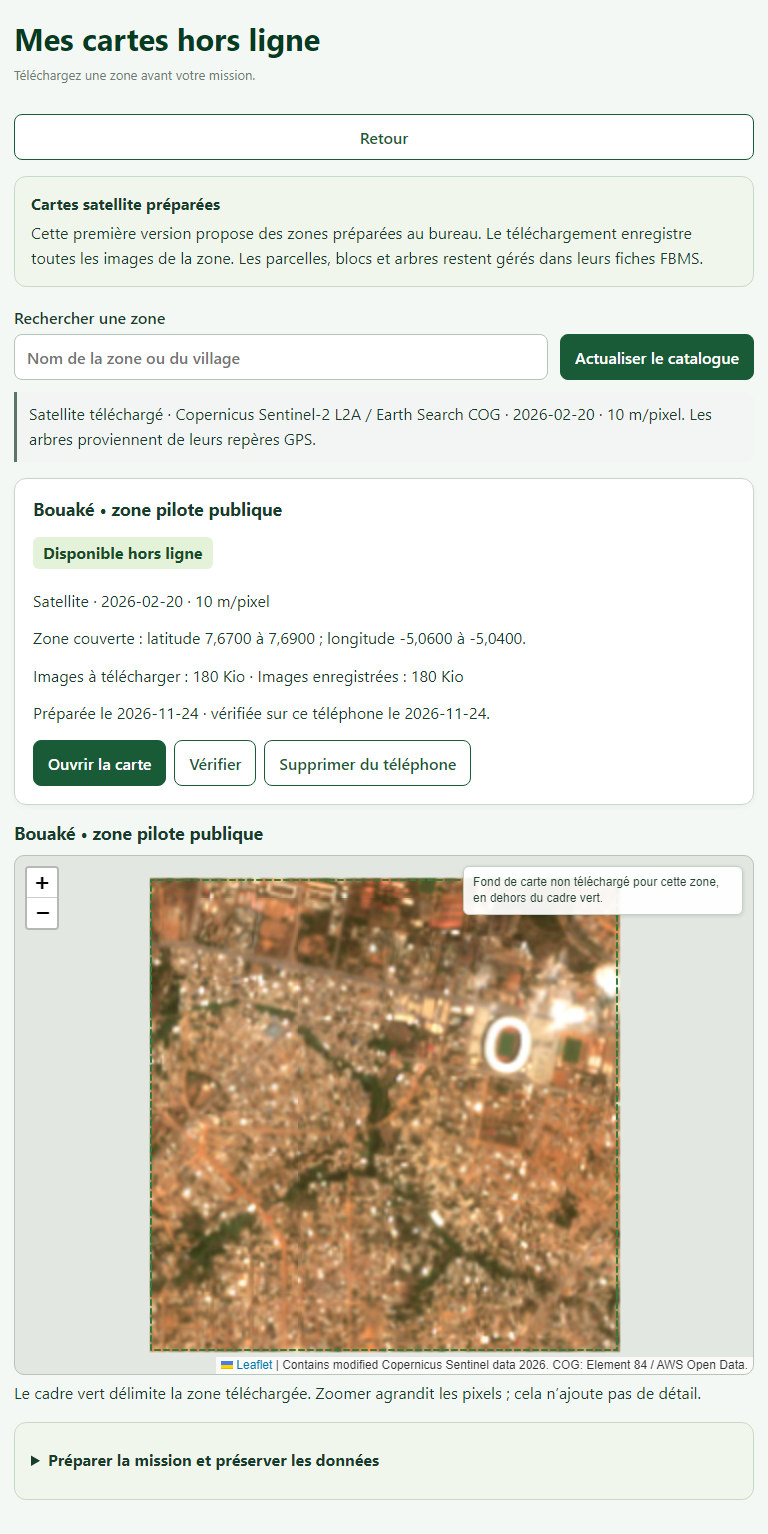 Mes cartes hors ligne
Téléchargez une zone avant votre mission.
Retour
Cartes satellite préparées
Cette première version propose des zones préparées au bureau. Le téléchargement enregistre
toutes les images de la zone. Les parcelles, blocs et arbres restent gérés dans leurs fiches FBMS.
Rechercher une zone
Nom de la zone ou du village
Actualiser le catalogue
Satellite téléchargé · Copernicus Sentinel-2 L2A / Earth Search COG · 2026-02-20 · 10 m/pixel. Les
arbres proviennent de leurs repères GPS.
Bouaké • zone pilote publique
Disponible hors ligne
Satellite · 2026-02-20 · 10 m/pixel
Zone couverte : latitude 7,6700 à 7,6900 ; longitude -5,0600 à -5,0400.
Images à télécharger : 180 Kio · Images enregistrées : 180 Kio
Préparée le 2026-11-24 · vérifiée sur ce téléphone le 2026-11-24.
Ouvrir la carte
Vérifier
Supprimer du téléphone
Bouaké • zone pilote publique
+
−
Fond de carte non téléchargé pour cette zone,
en dehors du cadre vert.
Leaflet | Contains modified Copernicus Sentinel data 2026. COG: Element 84 / AWS Open Data.
Le cadre vert délimite la zone téléchargée. Zoomer agrandit les pixels ; cela n’ajoute pas de détail.
Préparer la mission et préserver les données